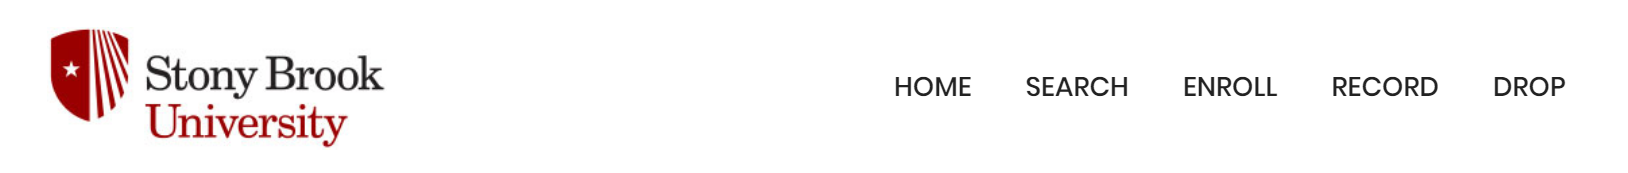 Stony Brook
University
HOME SEARCH ENROLL RECORD DROP